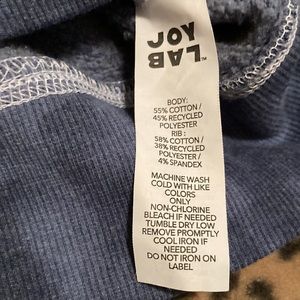 JOY
LAB™
BODY:
55% COTTON /
45% RECYCLED
POLYESTER
RIB :
58% COTTON /
38% RECYCLED
POLYESTER /
4% SPANDEX
MACHINE WASH
COLD WITH LIKE
COLORS
ONLY
NON-CHLORINE
BLEACH IF NEEDED
TUMBLE DRY LOW
REMOVE PROMPTLY
COOL IRON IF
NEEDED
DO NOT IRON ON
LABEL